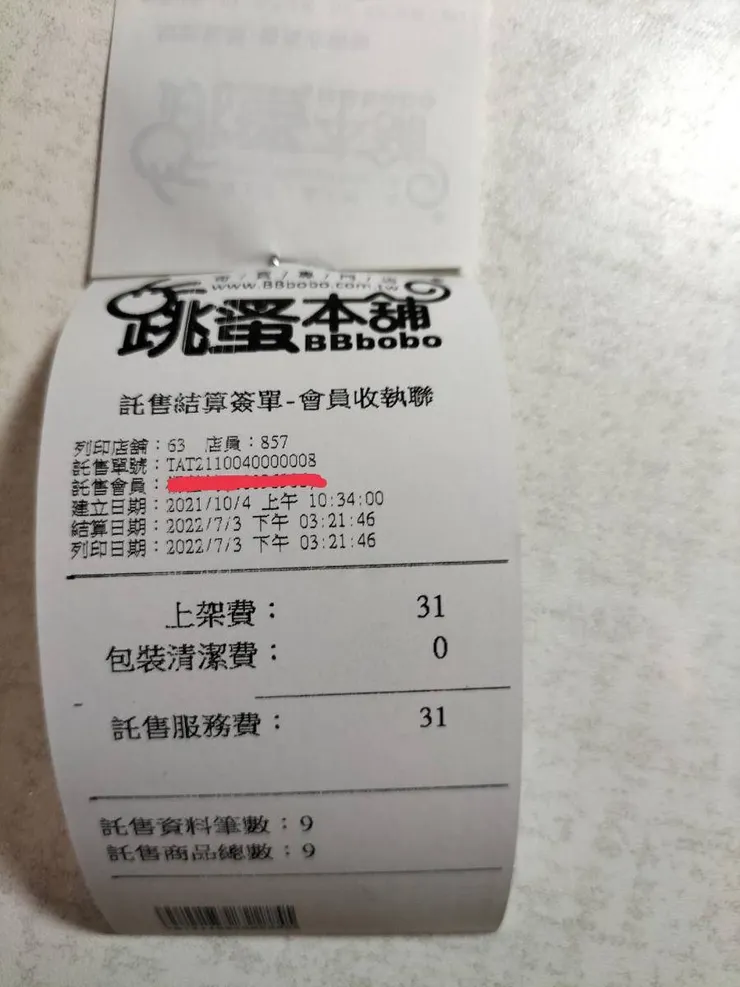 www.BBbobo.com.tw
跳蚤本舖
BBbobo
託售結算簽單-會員收執聯
列印店舖：63 店員：857
託售單號：TAT2110040000008
託售會員：
建立日期：2021/10/4 上午 10:34:00
結算日期：2022/7/3 下午 03:21:46
列印日期：2022/7/3 下午 03:21:46
上架費： 31
包裝清潔費： 0
託售服務費： 31
託售資料筆數：9
託售商品總數：9